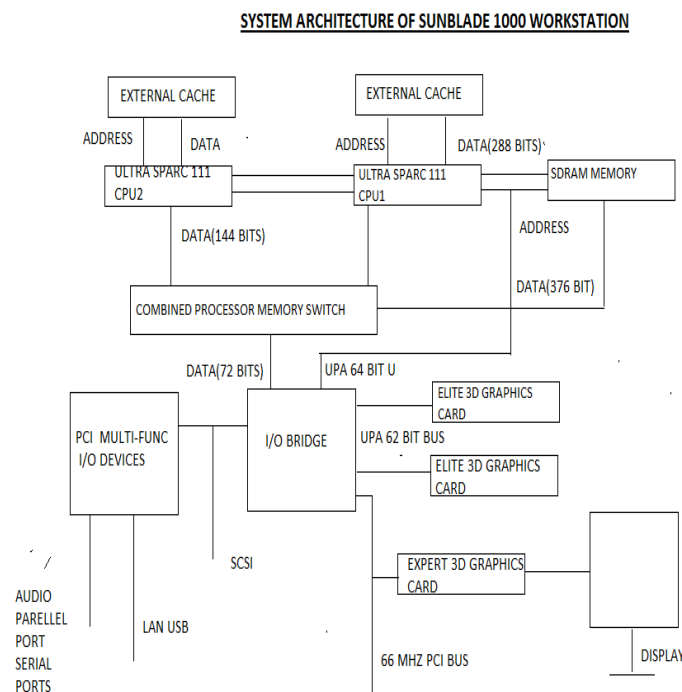 SYSTEM ARCHITECTURE OF SUNBLADE 1000 WORKSTATION
EXTERNAL CACHE
EXTERNAL CACHE
ADDRESS
DATA
ADDRESS
DATA(288 BITS)
ULTRA SPARC 111
CPU2
ULTRA SPARC 111
CPU1
SDRAM MEMORY
ADDRESS
DATA(144 BITS)
DATA(376 BIT)
COMBINED PROCESSOR MEMORY SWITCH
DATA(72 BITS)
UPA 64 BIT U
PCI MULTI-FUNC
I/O DEVICES
I/O BRIDGE
ELITE 3D GRAPHICS
CARD
UPA 62 BIT BUS
ELITE 3D GRAPHICS
CARD
SCSI
EXPERT 3D GRAPHICS
CARD
AUDIO
PARELLEL
PORT
SERIAL
PORTS
LAN USB
66 MHZ PCI BUS
DISPLAY